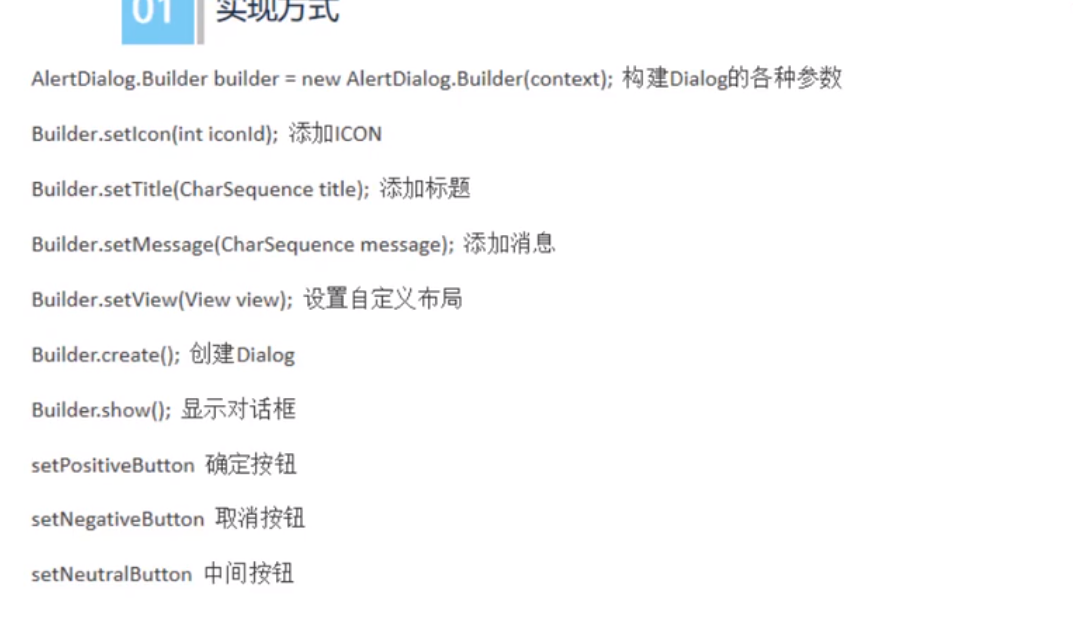 01 实现方式
AlertDialog.Builder builder = new AlertDialog.Builder(context); 构建Dialog的各种参数
Builder.setIcon(int iconId); 添加ICON
Builder.setTitle(CharSequence title); 添加标题
Builder.setMessage(CharSequence message); 添加消息
Builder.setView(View view); 设置自定义布局
Builder.create(); 创建Dialog
Builder.show(); 显示对话框
setPositiveButton 确定按钮
setNegativeButton 取消按钮
setNeutralButton 中间按钮